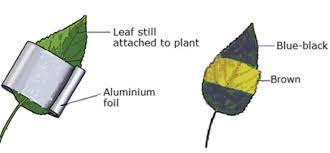 Leaf still
attached to plant
Aluminium
foil
Blue-black
Brown